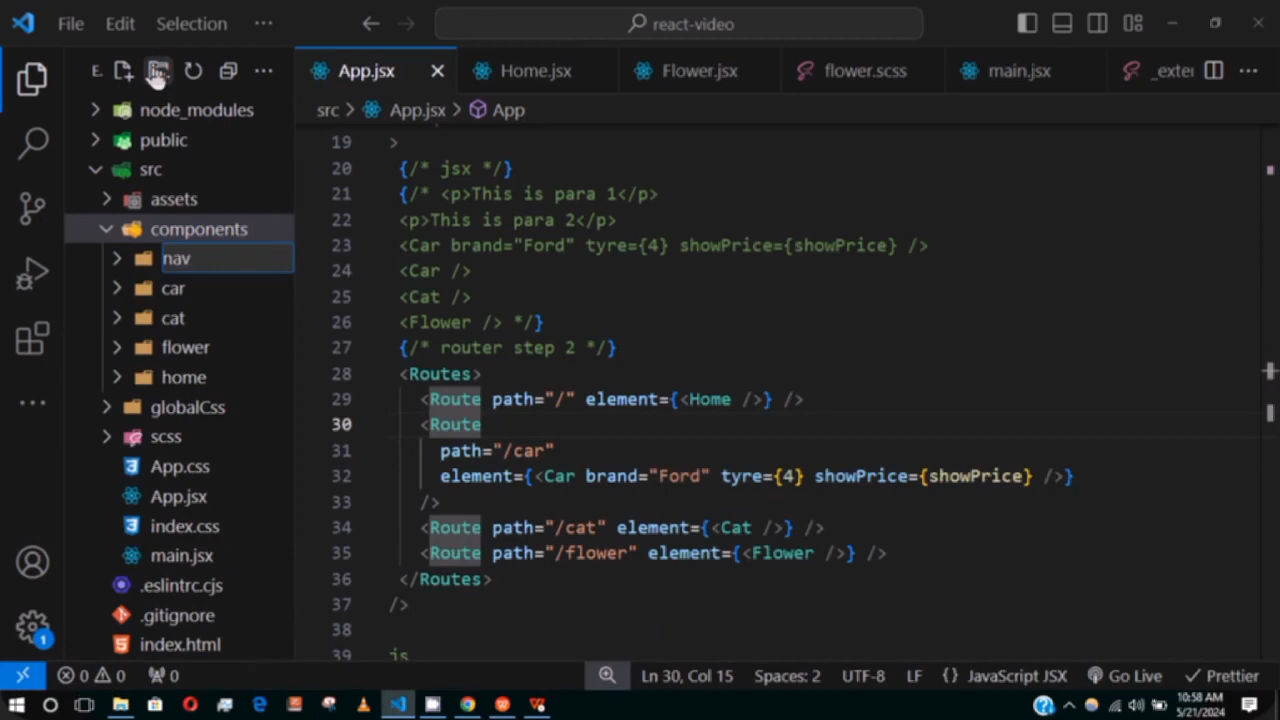 File Edit Selection ···
react-video
E.
App.jsx
Home.jsx
Flower.jsx
flower.scss
main.jsx
_exter
src > App.jsx > App
node_modules
public
src
assets
components
nav
car
cat
flower
home
globalCss
scss
App.css
App.jsx
index.css
main.jsx
.eslintrc.cjs
.gitignore
index.html
19 >
20 {/* jsx */}
21 {/* <p>This is para 1</p>
22 <p>This is para 2</p>
23 <Car brand="Ford" tyre={4} showPrice={showPrice} />
24 <Car />
25 <Cat />
26 <Flower /> */}
27 {/* router step 2 */}
28 <Routes>
29 <Route path="/" element={<Home />} />
30 <Route
31 path="/car"
32 element={<Car brand="Ford" tyre={4} showPrice={showPrice} />}
33 />
34 <Route path="/cat" element={<Cat />} />
35 <Route path="/flower" element={<Flower />} />
36 </Routes>
37 />
38
39 is
1
0 0 0 Ln 30, Col 15 Spaces: 2 UTF-8 LF {} JavaScript JSX Go Live Prettier
10:58 AM
5/21/2024